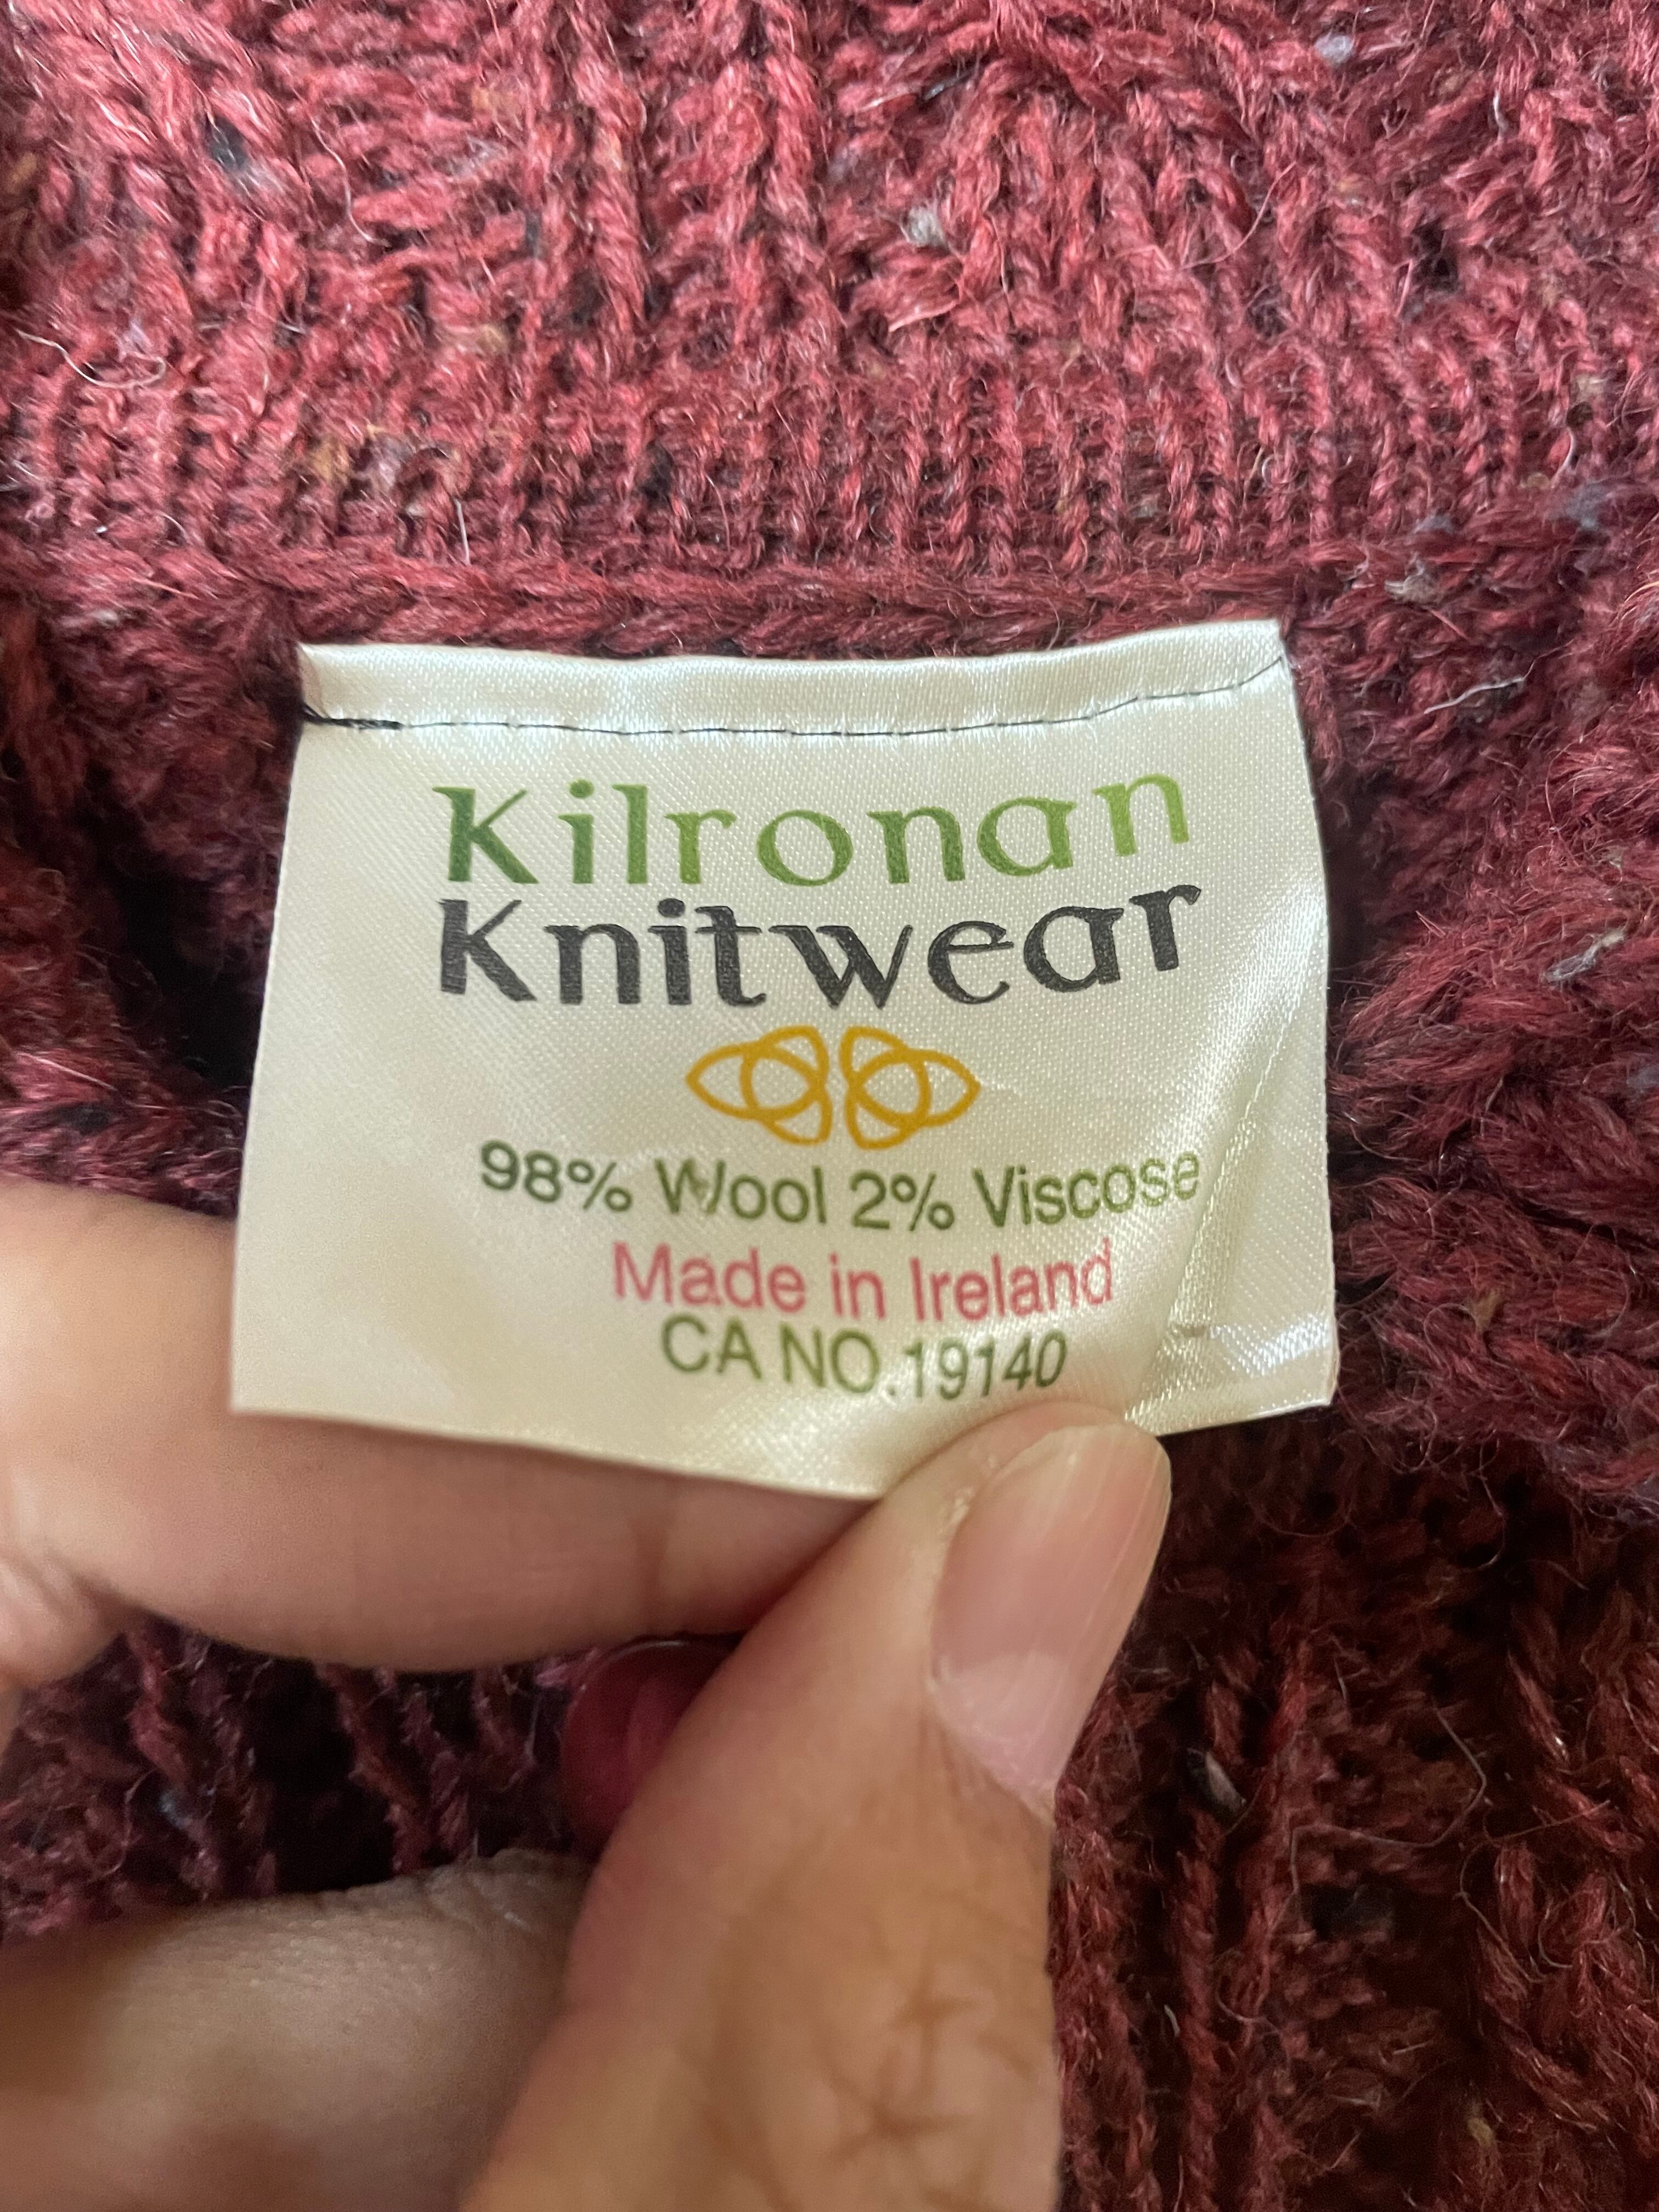 Kilronan
Knitwear
98% Wool 2% Viscose
Made in Ireland
CA NO.19140